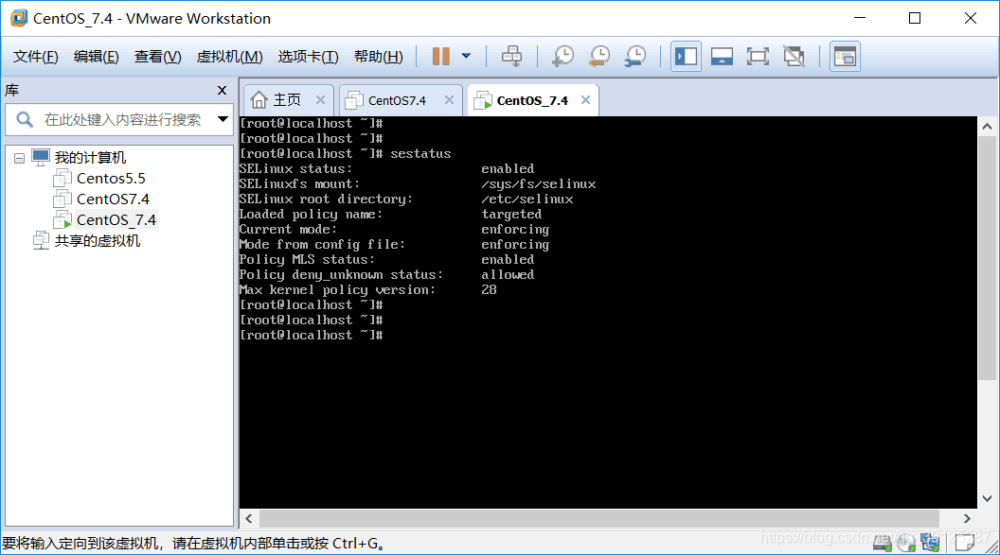 CentOS_7.4 - VMware Workstation
文件(F) 编辑(E) 查看(V) 虚拟机(M) 选项卡(T) 帮助(H)
库
在此处键入内容进行搜索
我的计算机
Centos5.5
CentOS7.4
CentOS_7.4
共享的虚拟机
主页 CentOS7.4 CentOS_7.4
[root@localhost ~]#
[root@localhost ~]#
[root@localhost ~]# sestatus
SELinux status: enabled
SELinuxfs mount: /sys/fs/selinux
SELinux root directory: /etc/selinux
Loaded policy name: targeted
Current mode: enforcing
Mode from config file: enforcing
Policy MLS status: enabled
Policy deny_unknown status: allowed
Max kernel policy version: 28
[root@localhost ~]#
[root@localhost ~]#
[root@localhost ~]#
要将输入定向到该虚拟机，请在虚拟机内部单击或按 Ctrl+G。